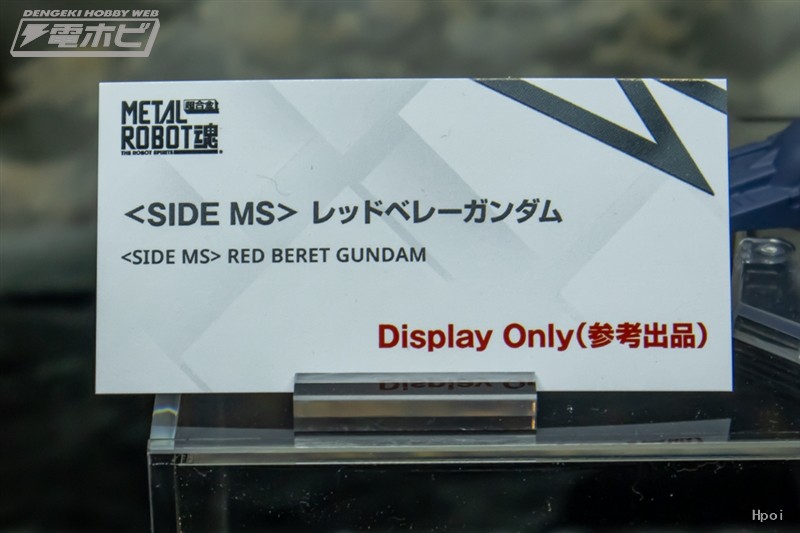 DENGEKI HOBBY WEB
電ホビ
METAL
ROBOT魂
THE ROBOT SPIRITS
<SIDE MS> レッドベレーガンダム
<SIDE MS> RED BERET GUNDAM
Display Only(参考出品)
Hpoi